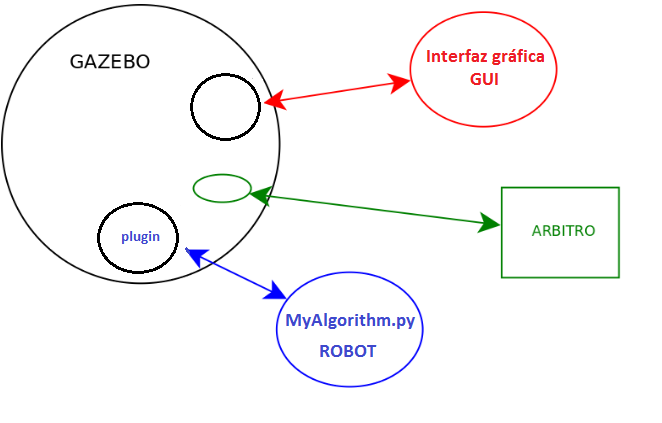 GAZEBO
Interfaz gráfica
GUI
ARBITRO
plugin
MyAlgorithm.py
ROBOT